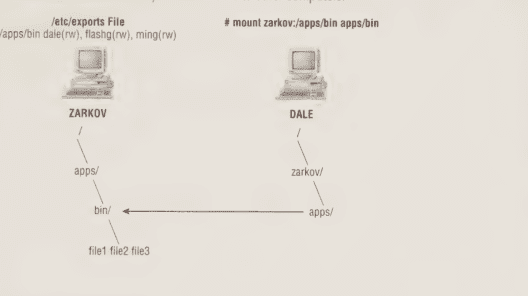 /etc/exports File
/apps/bin dale(rw), flashg(rw), ming(rw)
# mount zarkov:/apps/bin apps/bin
ZARKOV
DALE
/
/
apps/
zarkov/
bin/
apps/
file1 file2 file3